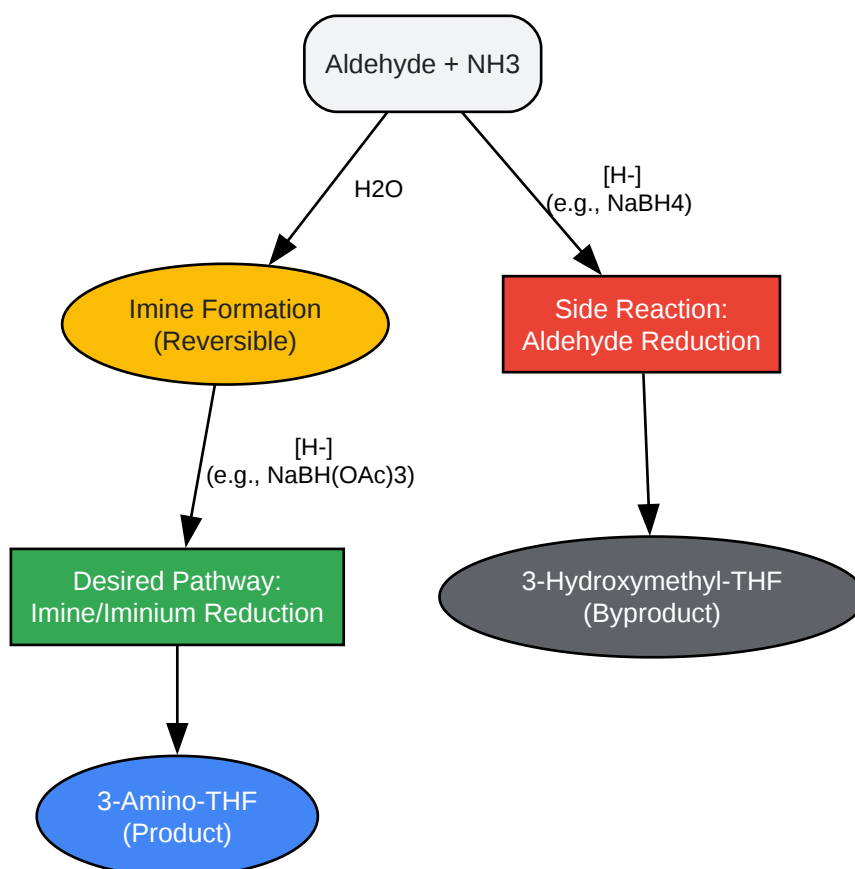 Aldehyde + NH3
H2O
[H-]
(e.g., NaBH4)
Imine Formation
(Reversible)
Side Reaction:
Aldehyde Reduction
[H-]
(e.g., NaBH(OAc)3)
Desired Pathway:
Imine/Iminium Reduction
3-Hydroxymethyl-THF
(Byproduct)
3-Amino-THF
(Product)